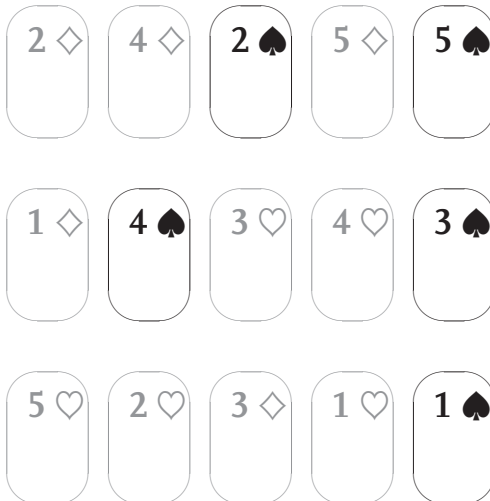 2 ♢ 4 ♢ 2 ♠ 5 ♢ 5 ♠
1 ♢ 4 ♠ 3 ♡ 4 ♡ 3 ♠
5 ♡ 2 ♡ 3 ♢ 1 ♡ 1 ♠